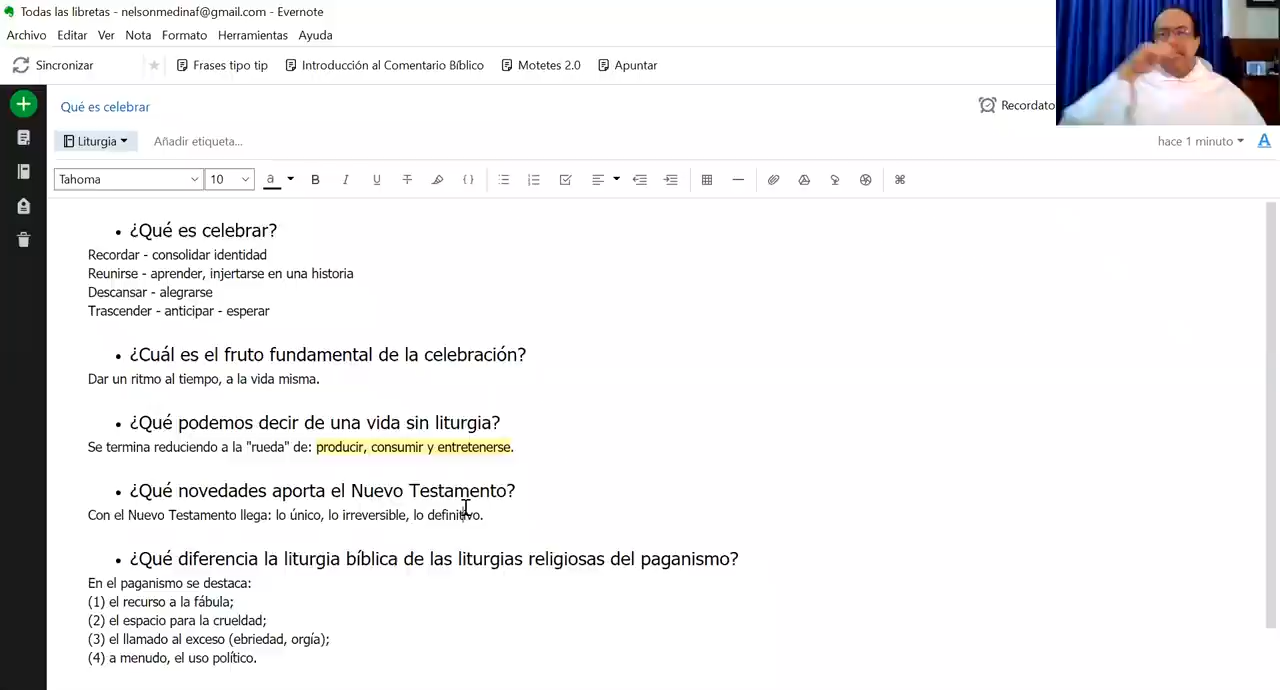 Todas las libretas - nelsonmedinaf@gmail.com - Evernote
Archivo Editar Ver Nota Formato Herramientas Ayuda
Sincronizar Frases tipo tip Introducción al Comentario Bíblico Motetes 2.0 Apuntar
Qué es celebrar Recordato
Liturgia Añadir etiqueta... hace 1 minuto
Tahoma 10
• ¿Qué es celebrar?
Recordar - consolidar identidad
Reunirse - aprender, injertarse en una historia
Descansar - alegrarse
Trascender - anticipar - esperar
• ¿Cuál es el fruto fundamental de la celebración?
Dar un ritmo al tiempo, a la vida misma.
• ¿Qué podemos decir de una vida sin liturgia?
Se termina reduciendo a la "rueda" de: producir, consumir y entretenerse.
• ¿Qué novedades aporta el Nuevo Testamento?
Con el Nuevo Testamento llega: lo único, lo irreversible, lo definitivo.
• ¿Qué diferencia la liturgia bíblica de las liturgias religiosas del paganismo?
En el paganismo se destaca:
(1) el recurso a la fábula;
(2) el espacio para la crueldad;
(3) el llamado al exceso (ebriedad, orgía);
(4) a menudo, el uso político.